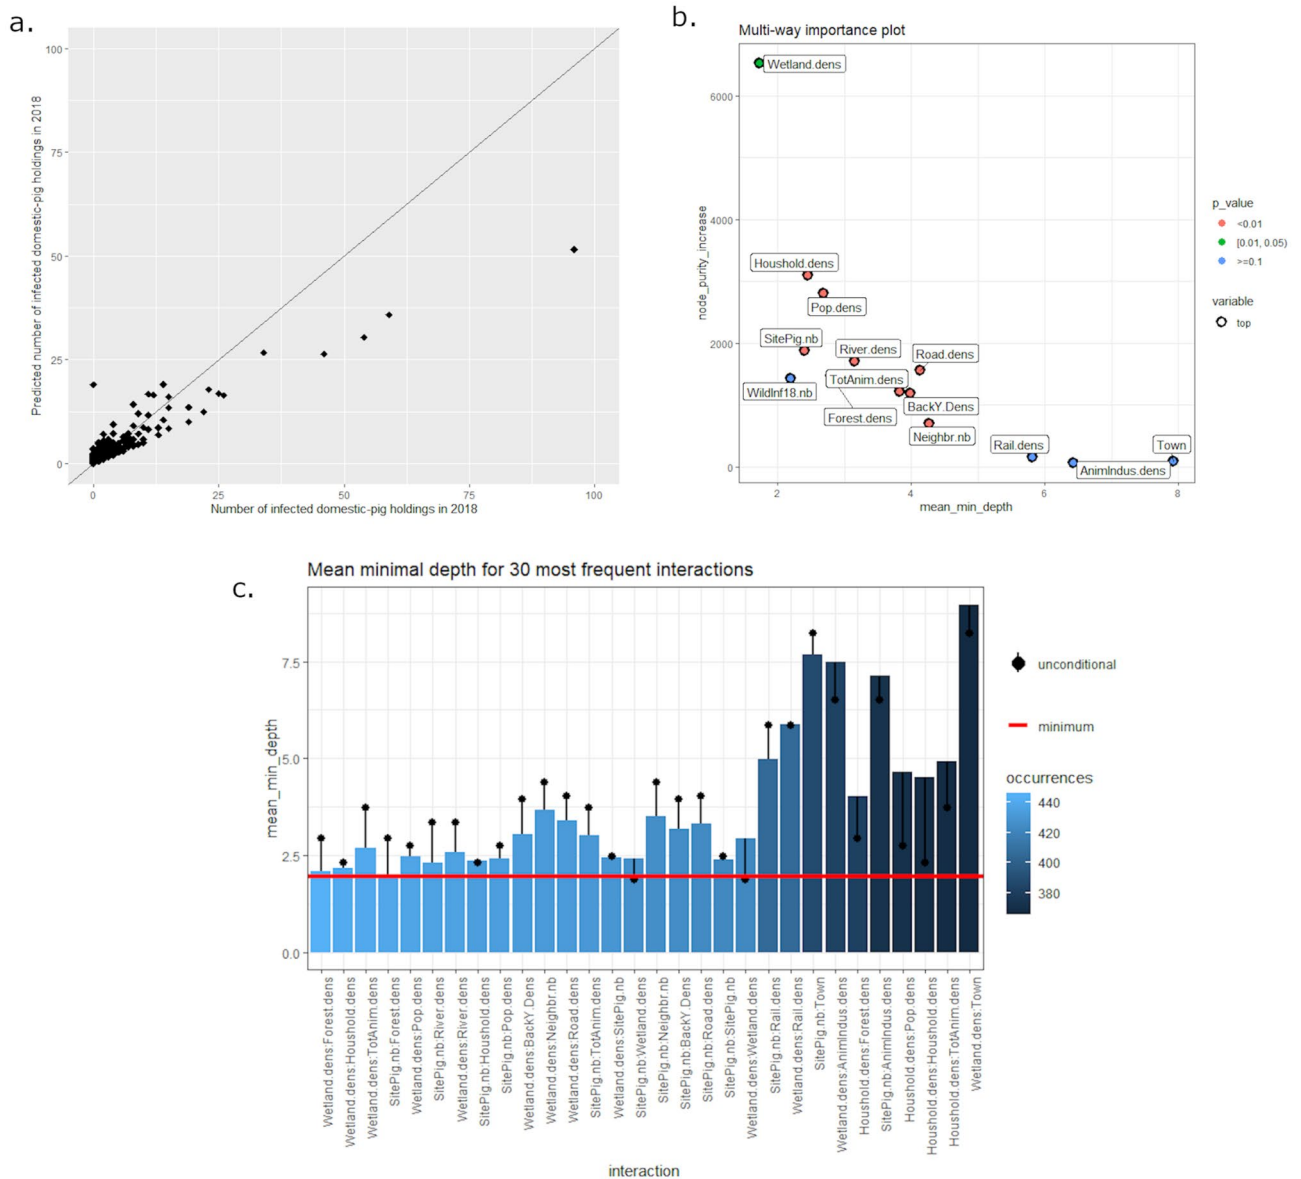 a.
Predicted number of infected domestic-pig holdings in 2018
100
75
50
25
0
0
25
50
75
100
Number of infected domestic-pig holdings in 2018
b.
Multi-way importance plot
node_purity_increase
6000
4000
2000
0
2
4
6
8
mean_min_depth
Wetland.dens
Houshold.dens
Pop.dens
SitePig.nb
River.dens
Road.dens
WildInf18.nb
TotAnim.dens
BackY.Dens
Forest.dens
Neighbr.nb
Rail.dens
Town
AnimIndus.dens
p_value
<0.01
[0.01, 0.05)
>=0.1
variable
top
c.
Mean minimal depth for 30 most frequent interactions
mean_min_depth
7.5
5.0
2.5
0.0
Wetland.dens:Forest.dens
Wetland.dens:Houshold.dens
Wetland.dens:TotAnim.dens
SitePig.nb:Forest.dens
Wetland.dens:Pop.dens
SitePig.nb:River.dens
Wetland.dens:River.dens
SitePig.nb:Houshold.dens
SitePig.nb:Pop.dens
Wetland.dens:BackY.Dens
Wetland.dens:Neighbr.nb
Wetland.dens:Road.dens
SitePig.nb:TotAnim.dens
Wetland.dens:SitePig.nb
SitePig.nb:Wetland.dens
SitePig.nb:Neighbr.nb
SitePig.nb:BackY.Dens
SitePig.nb:Road.dens
SitePig.nb:SitePig.nb
Wetland.dens:Wetland.dens
SitePig.nb:Rail.dens
Wetland.dens:Rail.dens
SitePig.nb:Town
Wetland.dens:AnimIndus.dens
Houshold.dens:Forest.dens
SitePig.nb:AnimIndus.dens
Houshold.dens:Pop.dens
Houshold.dens:Houshold.dens
Houshold.dens:TotAnim.dens
Wetland.dens:Town
interaction
unconditional
minimum
occurrences
440
420
400
380